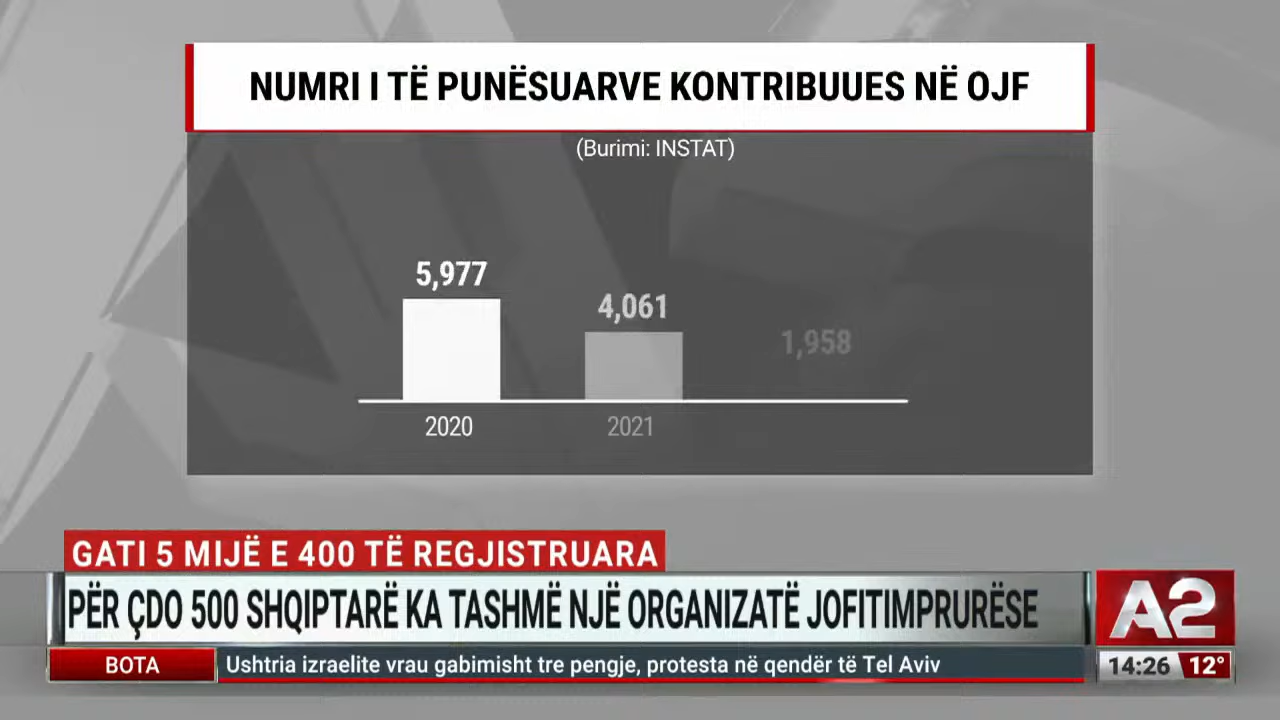 NUMRI I TË PUNËSUARVE KONTRIBUUES NË OJF
(Burimi: INSTAT)
5,977
4,061
1,958
2020
2021
GATI 5 MIJË E 400 TË REGJISTRUARA
PËR ÇDO 500 SHQIPTARË KA TASHMË NJË ORGANIZATË JOFITIMPRURËSE
A2
BOTA
Ushtria izraelite vrau gabimisht tre pengje, protesta në qendër të Tel Aviv
14:26
12°